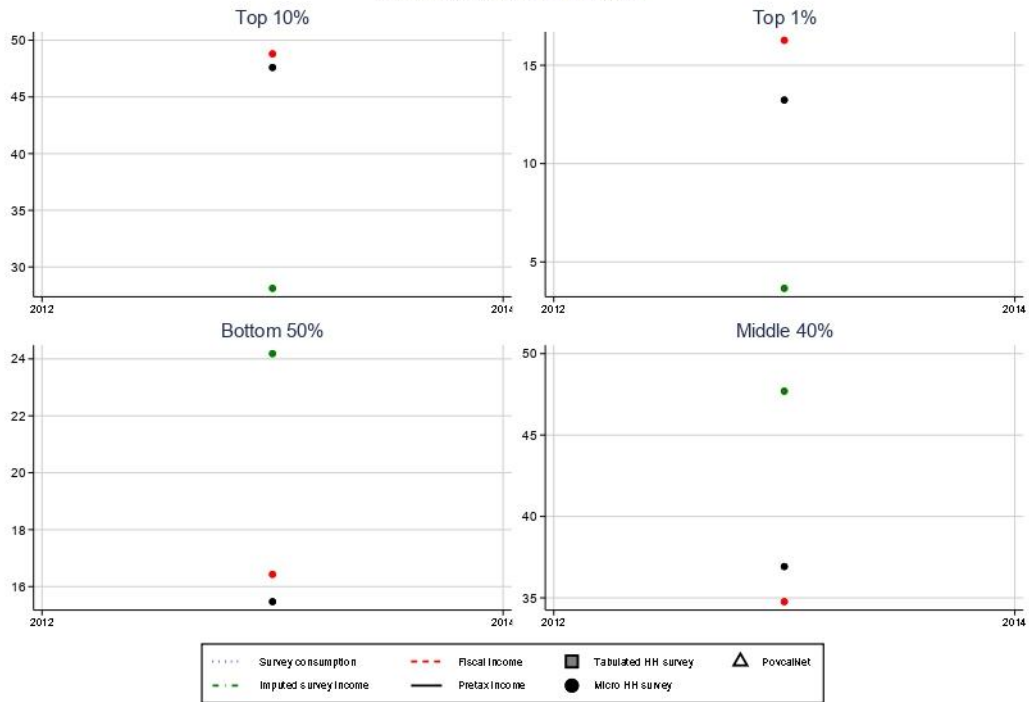 Top 10%
Top 1%
50
45
40
35
30
2012
2014
15
10
5
2012
2014
Bottom 50%
Middle 40%
24
22
20
18
16
2012
2014
50
45
40
35
2012
2014
Survey consumption
Fiscal income
Tabulated HH survey
PovcalNet
Imputed survey income
Pretax income
Micro HH survey